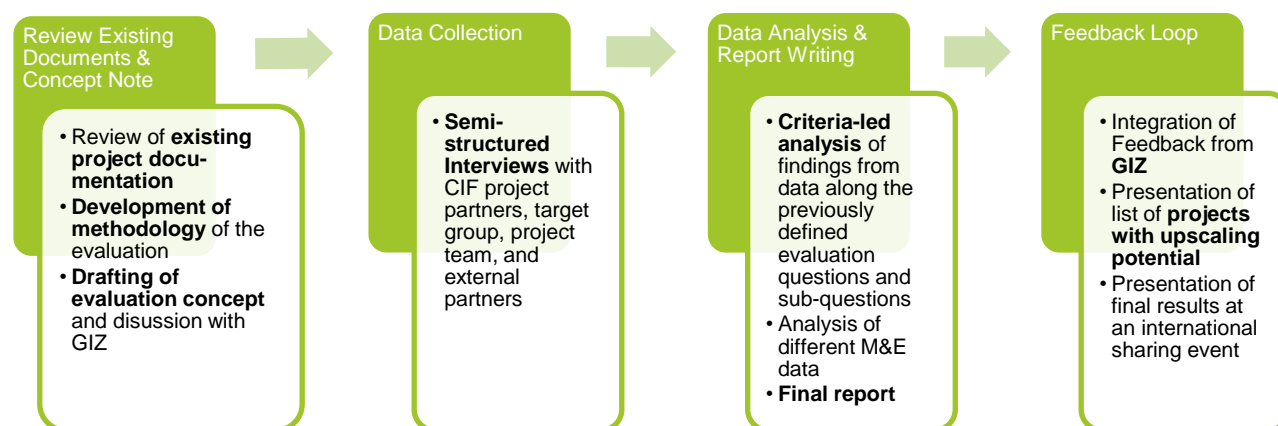 Review Existing
Documents &
Concept Note
• Review of existing
project docu-
mentation
• Development of
methodology of the
evaluation
• Drafting of
evaluation concept
and disussion with
GIZ
Data Collection
• Semi-
structured
Interviews with
CIF project
partners, target
group, project
team, and
external
partners
Data Analysis &
Report Writing
• Criteria-led
analysis of
findings from
data along the
previously
defined
evaluation
questions and
sub-questions
• Analysis of
different M&E
data
• Final report
Feedback Loop
• Integration of
Feedback from
GIZ
• Presentation of
list of projects
with upscaling
potential
• Presentation of
final results at
an international
sharing event